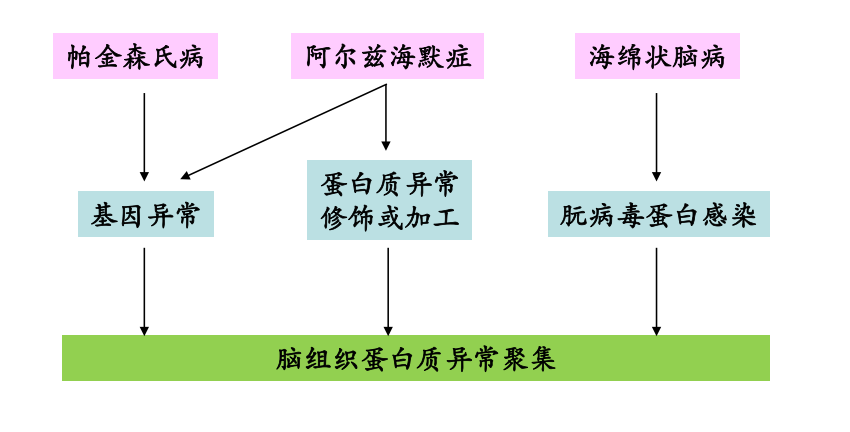 帕金森氏病
阿尔兹海默症
海绵状脑病
基因异常
蛋白质异常
修饰或加工
朊病毒蛋白感染
脑组织蛋白质异常聚集